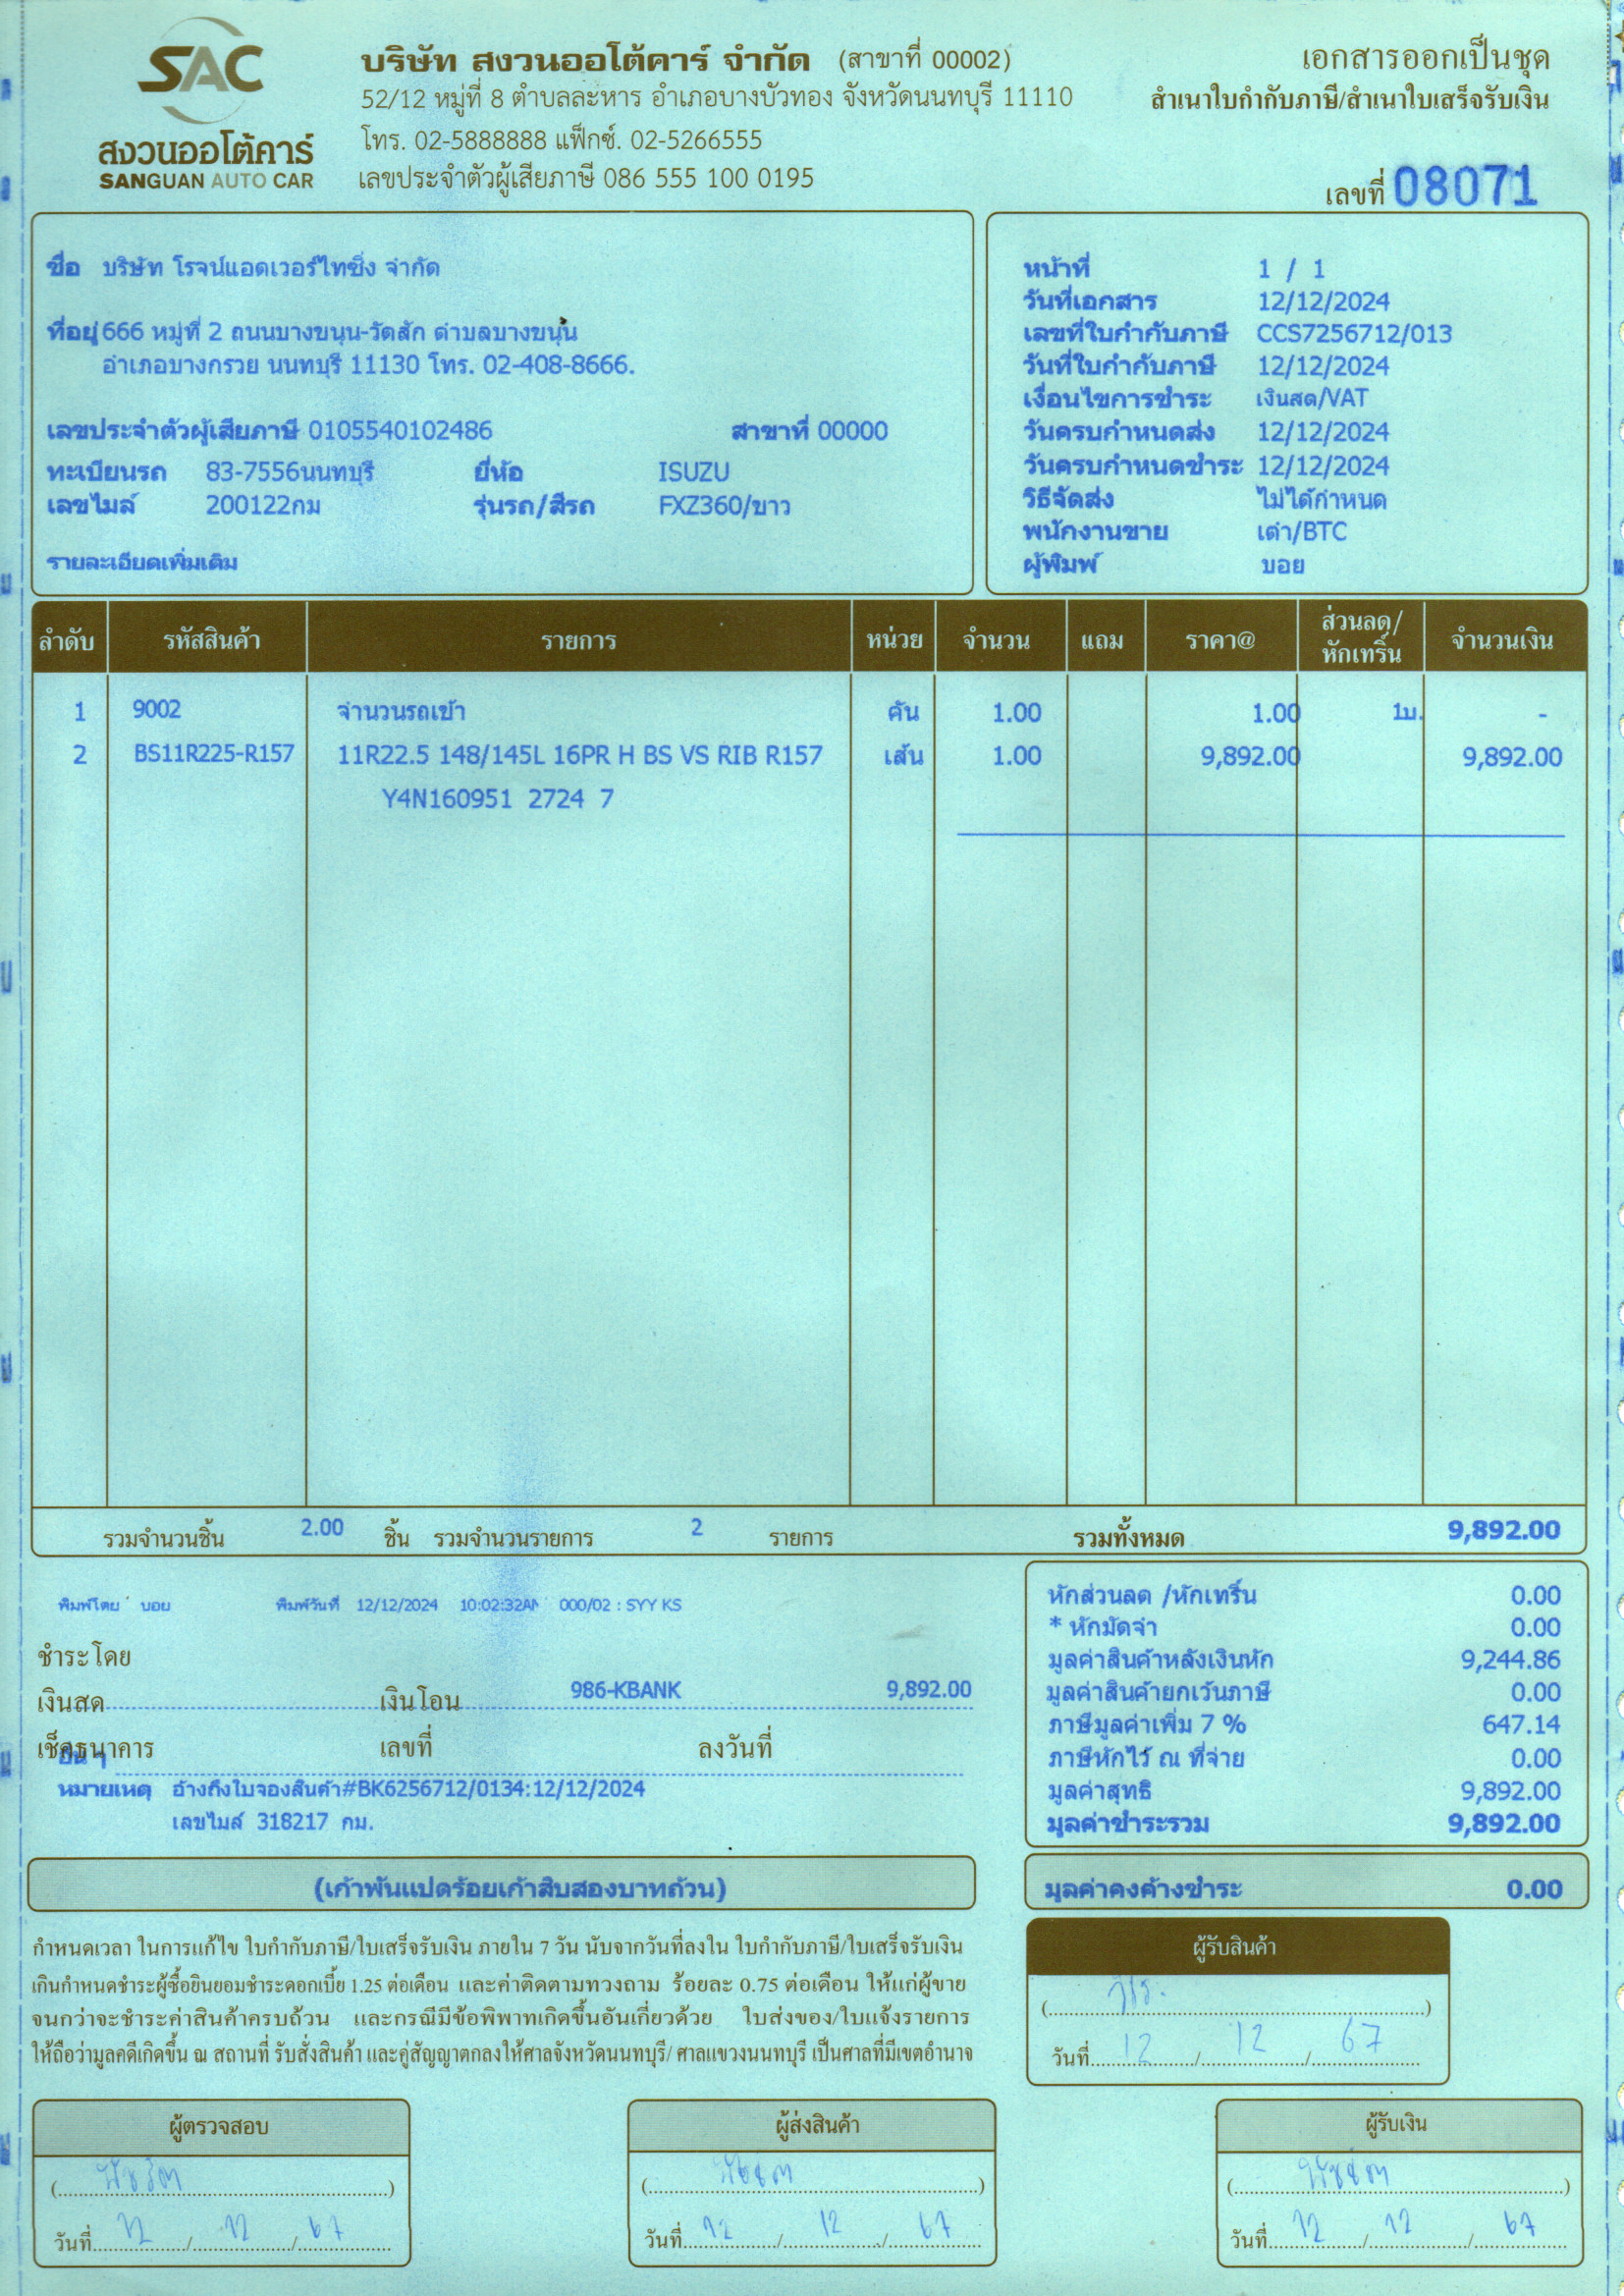 SAC
สงวนออโต้คาร์
SANGUAN AUTO CAR
บริษัท สงวนออโต้คาร์ จำกัด (สาขาที่ 00002)
52/12 หมู่ที่ 8 ตำบลละหาร อำเภอบางบัวทอง จังหวัดนนทบุรี 11110
โทร. 02-5888888 แฟ็กซ์. 02-5266555
เลขประจำตัวผู้เสียภาษี 086 555 100 0195
เอกสารออกเป็นชุด
สำเนาใบกำกับภาษี/สำเนาใบเสร็จรับเงิน
เลขที่ 08071
ชื่อ บริษัท โรจน์แอดเวอร์ไทซิ่ง จำกัด
ที่อยู่ 666 หมู่ที่ 2 ถนนบางขนุน-วัดสัก ตำบลบางขนุน
อำเภอบางกรวย นนทบุรี 11130 โทร. 02-408-8666.
เลขประจำตัวผู้เสียภาษี 0105540102486 สาขาที่ 00000
ทะเบียนรถ 83-7556นนทบุรี ยี่ห้อ ISUZU
เลขไมล์ 200122กม รุ่นรถ/สีรถ FXZ360/ขาว
รายละเอียดเพิ่มเติม
หน้าที่ 1 / 1
วันที่เอกสาร 12/12/2024
เลขที่ใบกำกับภาษี CCS7256712/013
วันที่ใบกำกับภาษี 12/12/2024
เงื่อนไขการชำระ เงินสด/VAT
วันครบกำหนดส่ง 12/12/2024
วันครบกำหนดชำระ 12/12/2024
วิธีจัดส่ง ไม่ได้กำหนด
พนักงานขาย เต่า/BTC
ผู้พิมพ์ บอย
ลำดับ รหัสสินค้า รายการ หน่วย จำนวน แถม ราคา@ ส่วนลด/หักเทริ์น จำนวนเงิน
1 9002 จำนวนรถเข้า คัน 1.00 1.00 1บ. -
2 BS11R225-R157 11R22.5 148/145L 16PR H BS VS RIB R157 เส้น 1.00 9,892.00 9,892.00
Y4N160951 2724 7
รวมจำนวนชิ้น 2.00 ชิ้น รวมจำนวนรายการ 2 รายการ รวมทั้งหมด 9,892.00
พิมพ์โดย บอย พิมพ์วันที่ 12/12/2024 10:02:32AM 000/02 : SYY KS
ชำระโดย
เงินสด เงินโอน 986-KBANK 9,892.00
เช็คธนาคาร เลขที่ ลงวันที่
อื่น ๆ
หมายเหตุ อ้างถึงใบจองสินค้า#BK6256712/0134:12/12/2024
เลขไมล์ 318217 กม.
หักส่วนลด /หักเทริ์น 0.00
* หักมัดจำ 0.00
มูลค่าสินค้าหลังเงินหัก 9,244.86
มูลค่าสินค้ายกเว้นภาษี 0.00
ภาษีมูลค่าเพิ่ม 7 % 647.14
ภาษีหักไว้ ณ ที่จ่าย 0.00
มูลค่าสุทธิ 9,892.00
มูลค่าชำระรวม 9,892.00
(เก้าพันแปดร้อยเก้าสิบสองบาทถ้วน)
มูลค่าคงค้างชำระ 0.00
กำหนดเวลา ในการแก้ไข ใบกำกับภาษี/ใบเสร็จรับเงิน ภายใน 7 วัน นับจากวันที่ลงใน ใบกำกับภาษี/ใบเสร็จรับเงิน
เกินกำหนดชำระผู้ซื้อยินยอมชำระดอกเบี้ย 1.25 ต่อเดือน และค่าติดตามทวงถาม ร้อยละ 0.75 ต่อเดือน ให้แก่ผู้ขาย
จนกว่าจะชำระค่าสินค้าครบถ้วน และกรณีมีข้อพิพาทเกิดขึ้นอันเกี่ยวด้วย ใบส่งของ/ใบแจ้งรายการ
ให้ถือว่ามูลคดีเกิดขึ้น ณ สถานที่ รับสั่งสินค้า และคู่สัญญาตกลงให้ศาลจังหวัดนนทบุรี/ ศาลแขวงนนทบุรี เป็นศาลที่มีเขตอำนาจ
ผู้รับสินค้า
วันที่ 12 / 12 / 67
ผู้ตรวจสอบ ผู้ส่งสินค้า ผู้รับเงิน
วันที่ 12 / 12 / 67 วันที่ 12 / 12 / 67 วันที่ 12 / 12 / 67